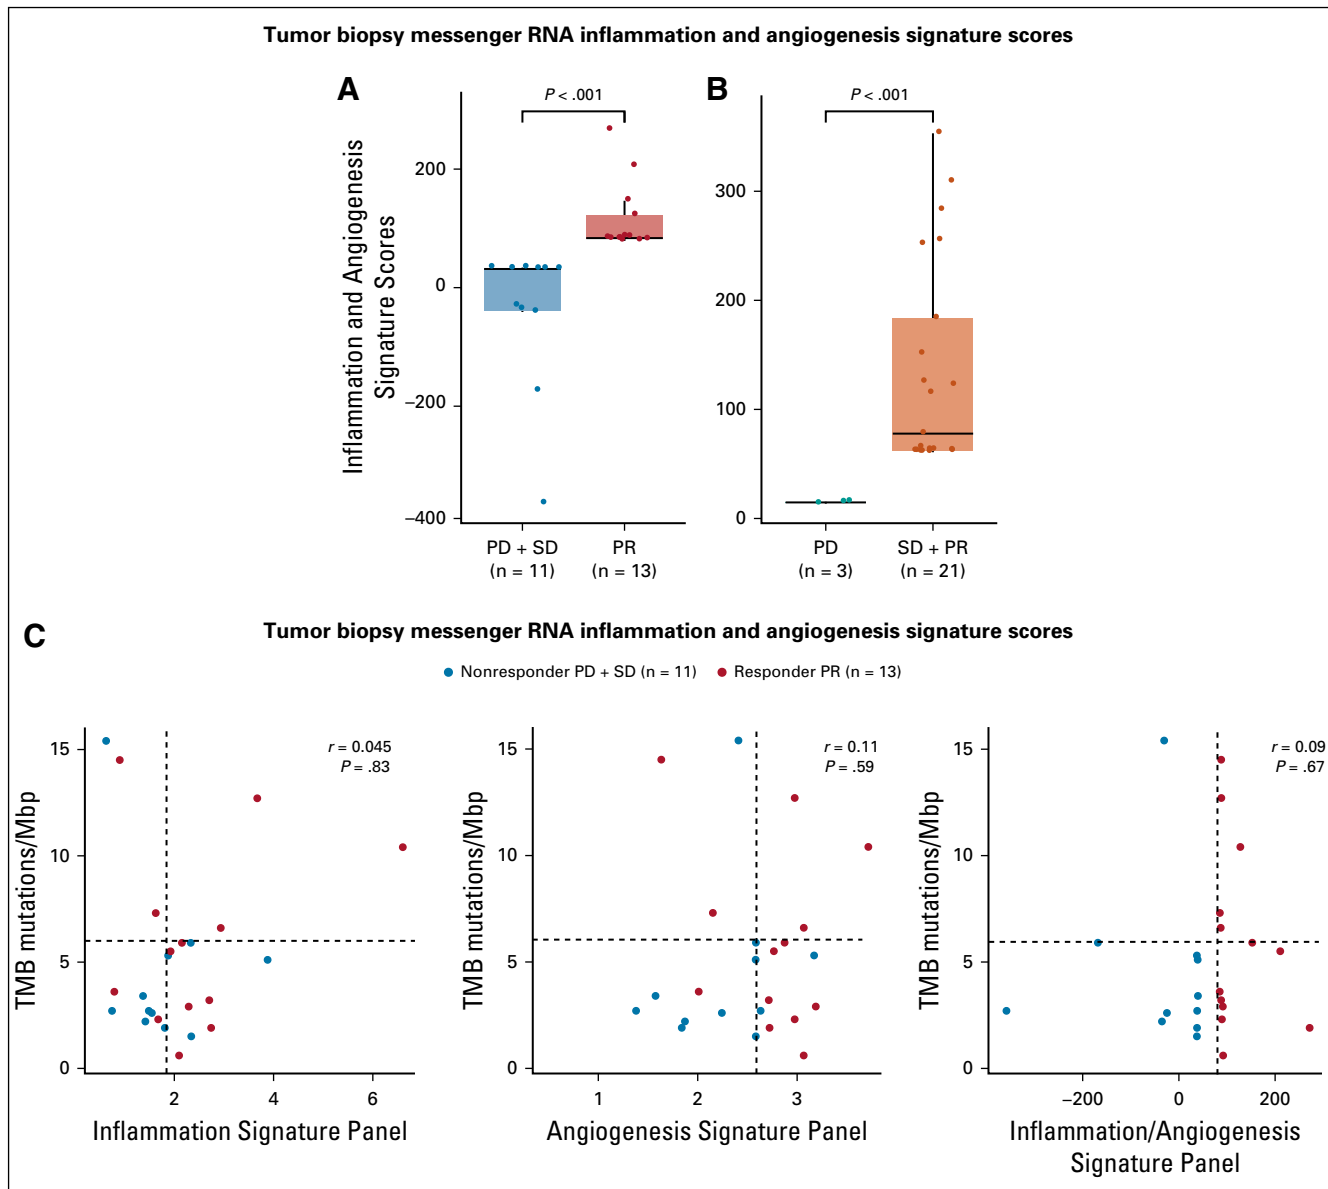 Tumor biopsy messenger RNA inflammation and angiogenesis signature scores
A
B
Inflammation and Angiogenesis
Signature Scores
P < .001
200
0
–200
–400
PD + SD
(n = 11)
PR
(n = 13)
P < .001
300
200
100
0
PD
(n = 3)
SD + PR
(n = 21)
C
Tumor biopsy messenger RNA inflammation and angiogenesis signature scores
Nonresponder PD + SD (n = 11)
Responder PR (n = 13)
TMB mutations/Mbp
15
10
5
0
r = 0.045
P = .83
2
4
6
Inflammation Signature Panel
TMB mutations/Mbp
15
10
5
0
r = 0.11
P = .59
1
2
3
Angiogenesis Signature Panel
TMB mutations/Mbp
15
10
5
0
r = 0.09
P = .67
–200
0
200
Inflammation/Angiogenesis
Signature Panel